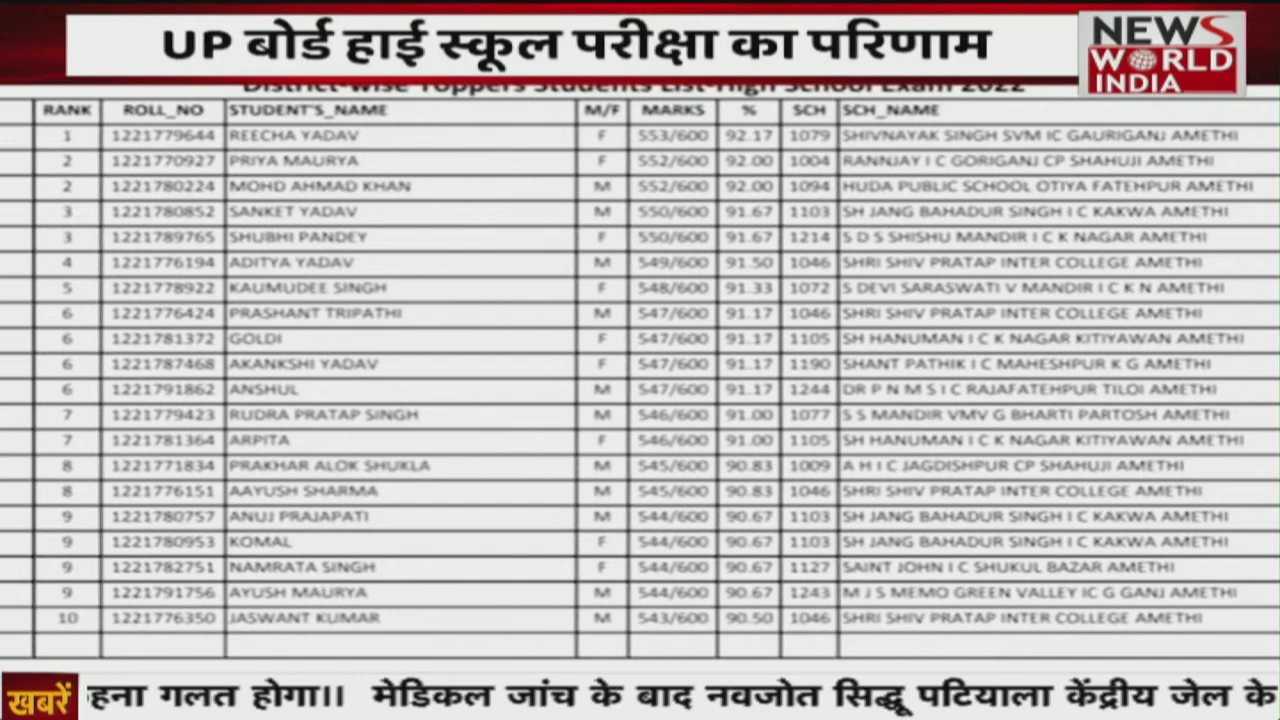 UP बोर्ड हाई स्कूल परीक्षा का परिणाम
NEWS
WORLD
INDIA
District-wise Toppers Students List-High School Exam 2022
RANK ROLL_NO STUDENT'S_NAME M/F MARKS % SCH SCH_NAME
1 1221779644 REECHA YADAV F 553/600 92.17 1079 SHIVNAYAK SINGH SVM IC GAURIGANJ AMETHI
2 1221770927 PRIYA MAURYA F 552/600 92.00 1004 RANNJAY I C GORIGANJ CP SHAHUJI AMETHI
2 1221780224 MOHD AHMAD KHAN M 552/600 92.00 1094 HUDA PUBLIC SCHOOL OTIYA FATEHPUR AMETHI
3 1221780852 SANKET YADAV M 550/600 91.67 1103 SH JANG BAHADUR SINGH I C KAKWA AMETHI
3 1221789765 SHUBHI PANDEY F 550/600 91.67 1214 S D S SHISHU MANDIR I C K NAGAR AMETHI
4 1221776194 ADITYA YADAV M 549/600 91.50 1046 SHRI SHIV PRATAP INTER COLLEGE AMETHI
5 1221778922 KAUMUDEE SINGH F 548/600 91.33 1072 S DEVI SARASWATI V MANDIR I C K N AMETHI
6 1221776424 PRASHANT TRIPATHI M 547/600 91.17 1046 SHRI SHIV PRATAP INTER COLLEGE AMETHI
6 1221781372 GOLDI F 547/600 91.17 1105 SH HANUMAN I C K NAGAR KITIYAWAN AMETHI
6 1221787468 AKANKSHI YADAV F 547/600 91.17 1190 SHANT PATHIK I C MAHESHPUR K G AMETHI
6 1221791862 ANSHUL M 547/600 91.17 1244 DR P N M S I C RAJAFATEHPUR TILOI AMETHI
7 1221779423 RUDRA PRATAP SINGH M 546/600 91.00 1077 S S MANDIR VMV G BHARTI PARTOSH AMETHI
7 1221781364 ARPITA F 546/600 91.00 1105 SH HANUMAN I C K NAGAR KITIYAWAN AMETHI
8 1221771834 PRAKHAR ALOK SHUKLA M 545/600 90.83 1009 A H I C JAGDISHPUR CP SHAHUJI AMETHI
8 1221776151 AAYUSH SHARMA M 545/600 90.83 1046 SHRI SHIV PRATAP INTER COLLEGE AMETHI
9 1221780757 ANUJ PRAJAPATI M 544/600 90.67 1103 SH JANG BAHADUR SINGH I C KAKWA AMETHI
9 1221780953 KOMAL F 544/600 90.67 1103 SH JANG BAHADUR SINGH I C KAKWA AMETHI
9 1221782751 NAMRATA SINGH F 544/600 90.67 1127 SAINT JOHN I C SHUKUL BAZAR AMETHI
9 1221791756 AYUSH MAURYA M 544/600 90.67 1243 M J S MEMO GREEN VALLEY IC G GANJ AMETHI
10 1221776350 JASWANT KUMAR M 543/600 90.50 1046 SHRI SHIV PRATAP INTER COLLEGE AMETHI
खबरें हना गलत होगा।। मेडिकल जांच के बाद नवजोत सिद्धू पटियाला केंद्रीय जेल के